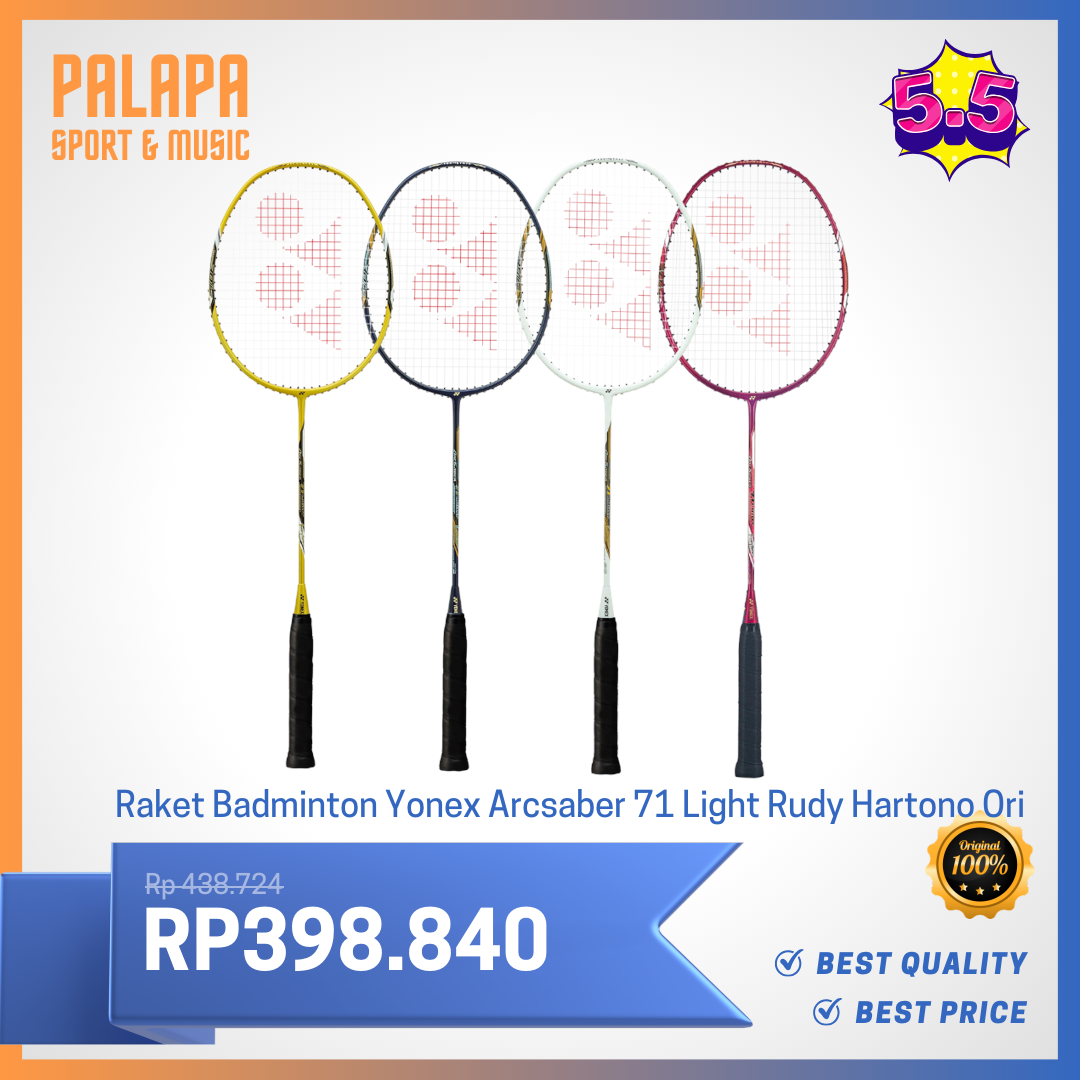 PALAPA
SPORT & MUSIC
5.5
Raket Badminton Yonex Arcsaber 71 Light Rudy Hartono Ori
Original
100%
Rp 438.724
RP398.840
BEST QUALITY
BEST PRICE